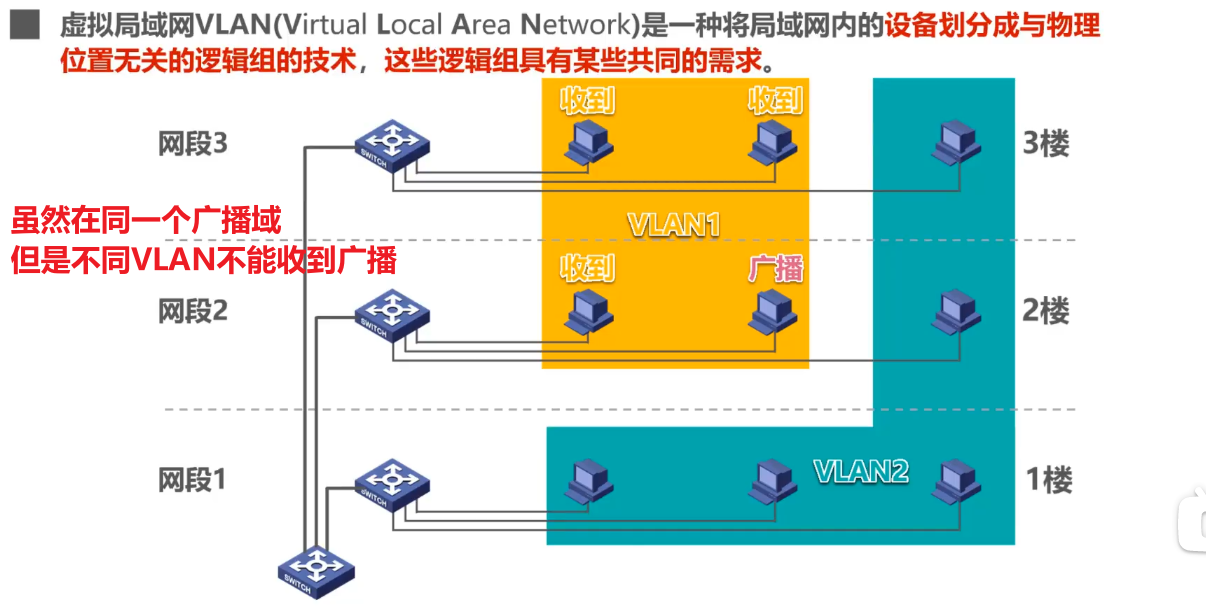 虚拟局域网VLAN(Virtual Local Area Network)是一种将局域网内的设备划分成与物理
位置无关的逻辑组的技术，这些逻辑组具有某些共同的需求。
收到 收到
网段3 SWITCH 3楼
虽然在同一个广播域
但是不同VLAN不能收到广播
VLAN1
收到 广播
网段2 SWITCH 2楼
网段1 SWITCH VLAN2 1楼
SWITCH